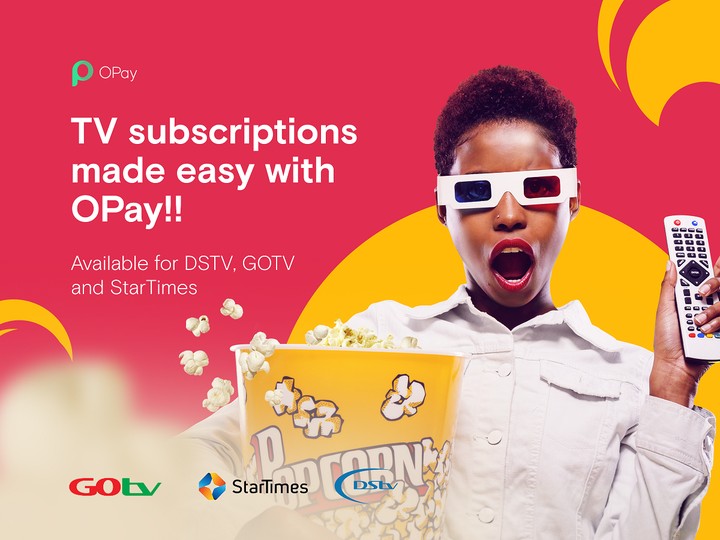 OPay
TV subscriptions
made easy with
OPay!!
Available for DSTV, GOTV
and StarTimes
POPCORN
GOtv
StarTimes
DStv